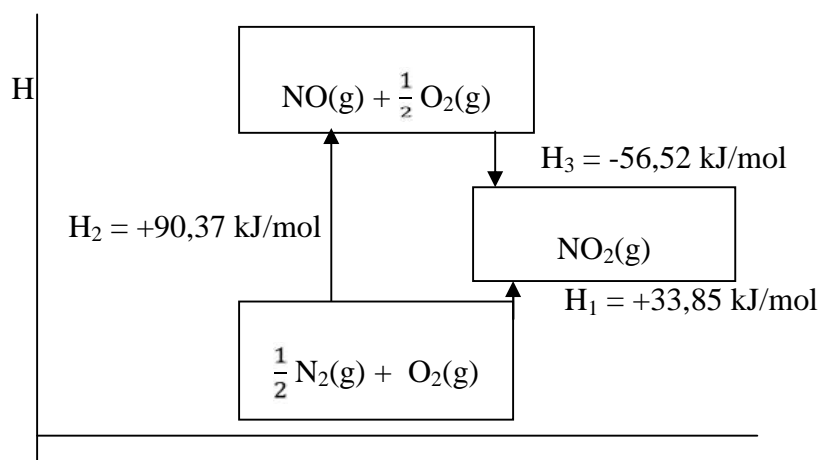 H
NO(g) + 1/2 O₂(g)
H₃ = -56,52 kJ/mol
H₂ = +90,37 kJ/mol
NO₂(g)
H₁ = +33,85 kJ/mol
1/2 N₂(g) + O₂(g)